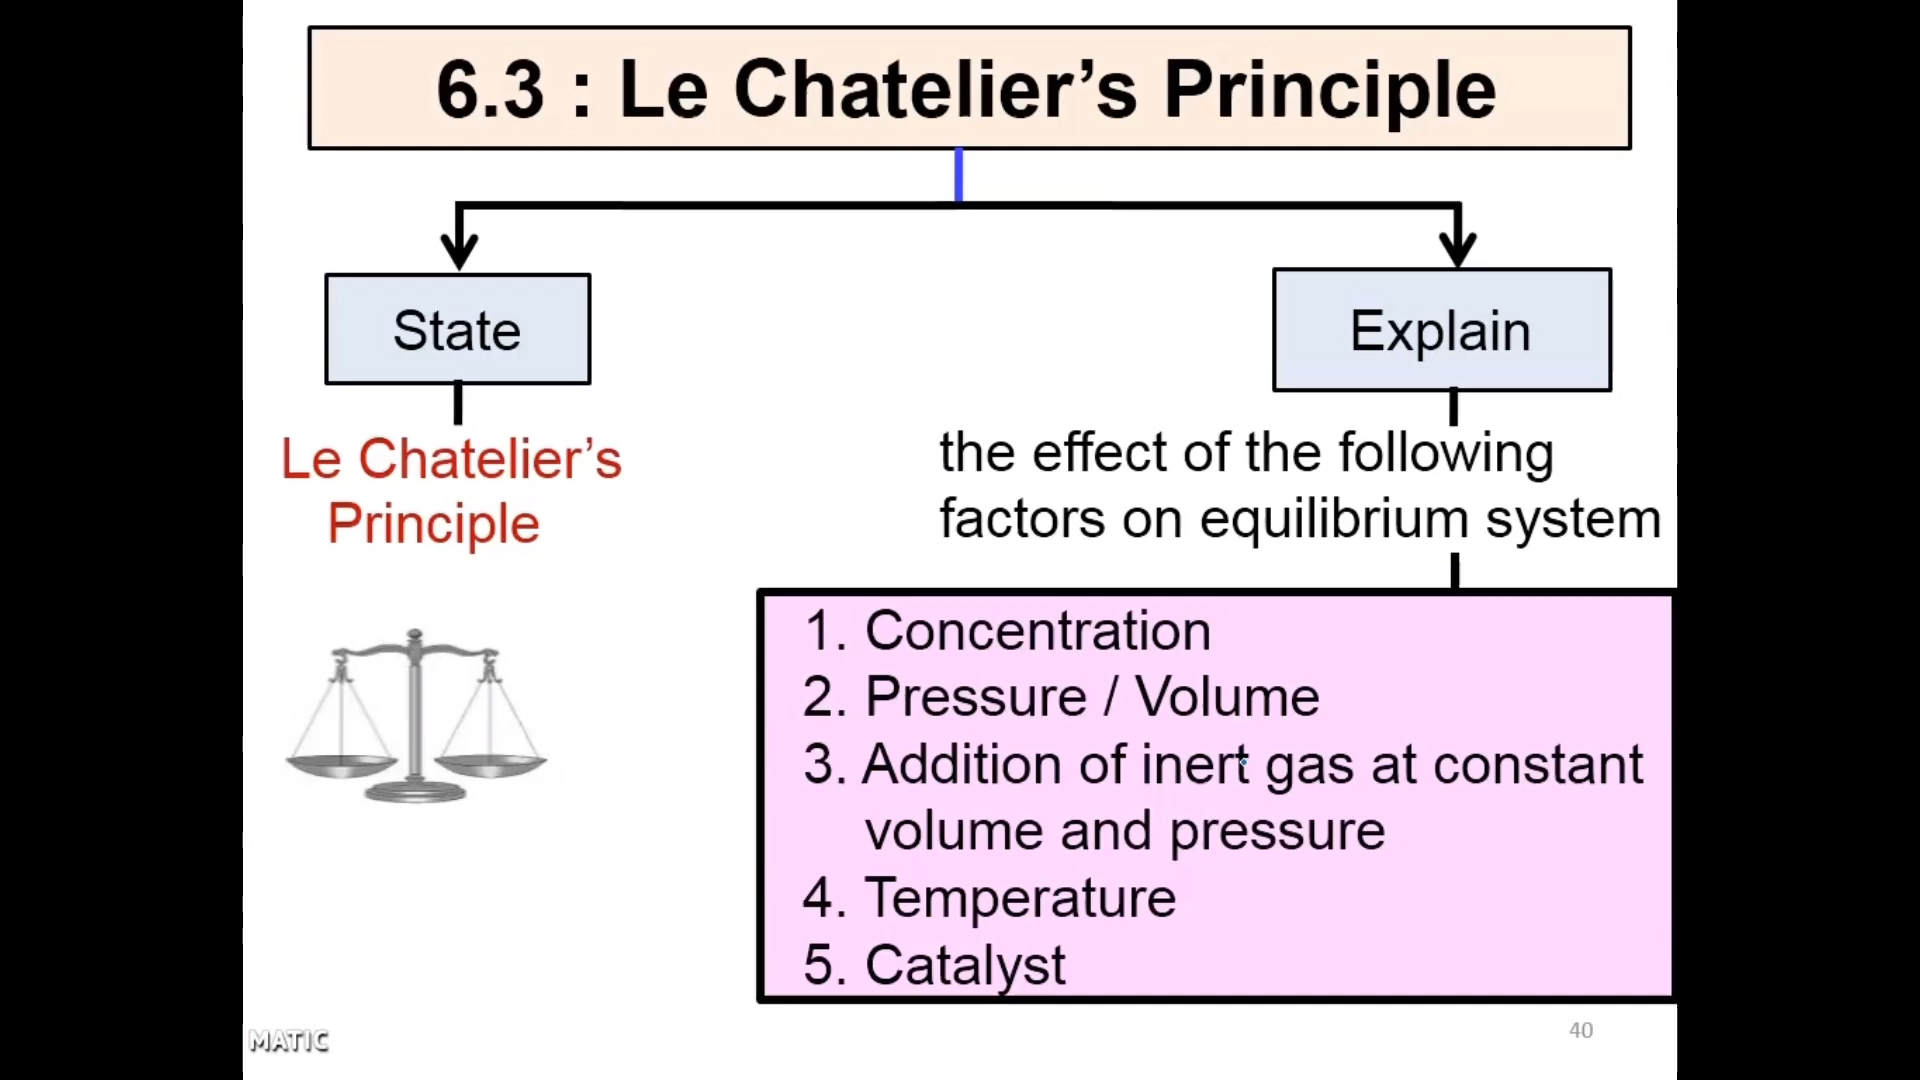 6.3 : Le Chatelier’s Principle
State
Explain
Le Chatelier’s
Principle
the effect of the following
factors on equilibrium system
1. Concentration
2. Pressure / Volume
3. Addition of inert gas at constant
volume and pressure
4. Temperature
5. Catalyst
MATIC
40